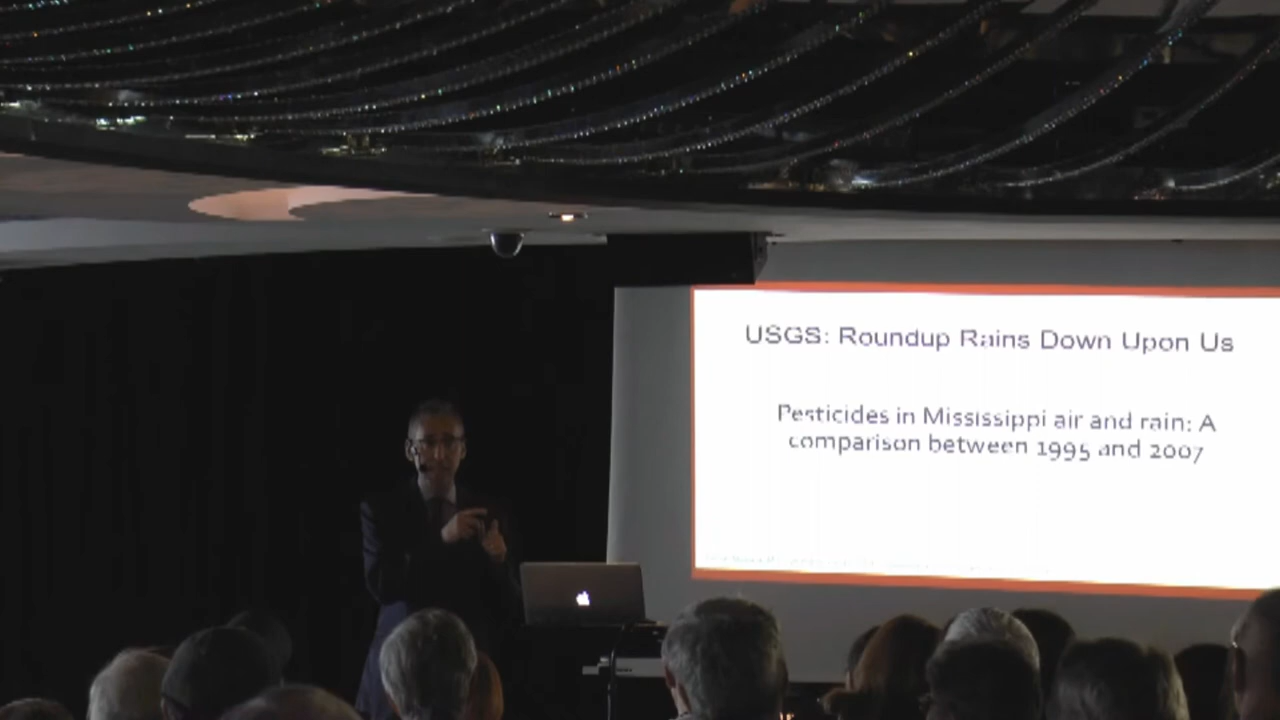 USGS: Roundup Rains Down Upon Us
Pesticides in Mississippi air and rain: A
comparison between 1995 and 2007